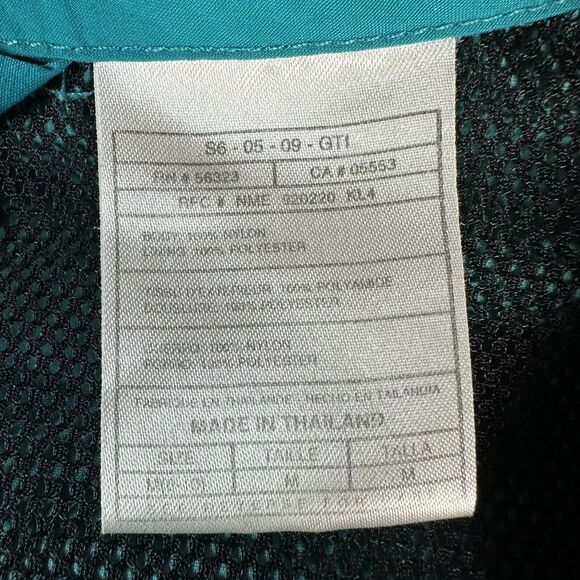 S6 - 05 - 09 - GTI
RN # 56323 CA # 05553
RFC # NME 920220 KL4
BODY: 100% NYLON
LINING: 100% POLYESTER
TISSU D'EXTERIEUR: 100% POLYAMIDE
DOUBLURE: 100% POLYESTER
CUERPO: 100% NYLON
FORRO: 100% POLYESTER
FABRIQUE EN THAILANDE - HECHO EN TAILANDIA
MADE IN THAILAND
SIZE TAILLE TALLA
M M